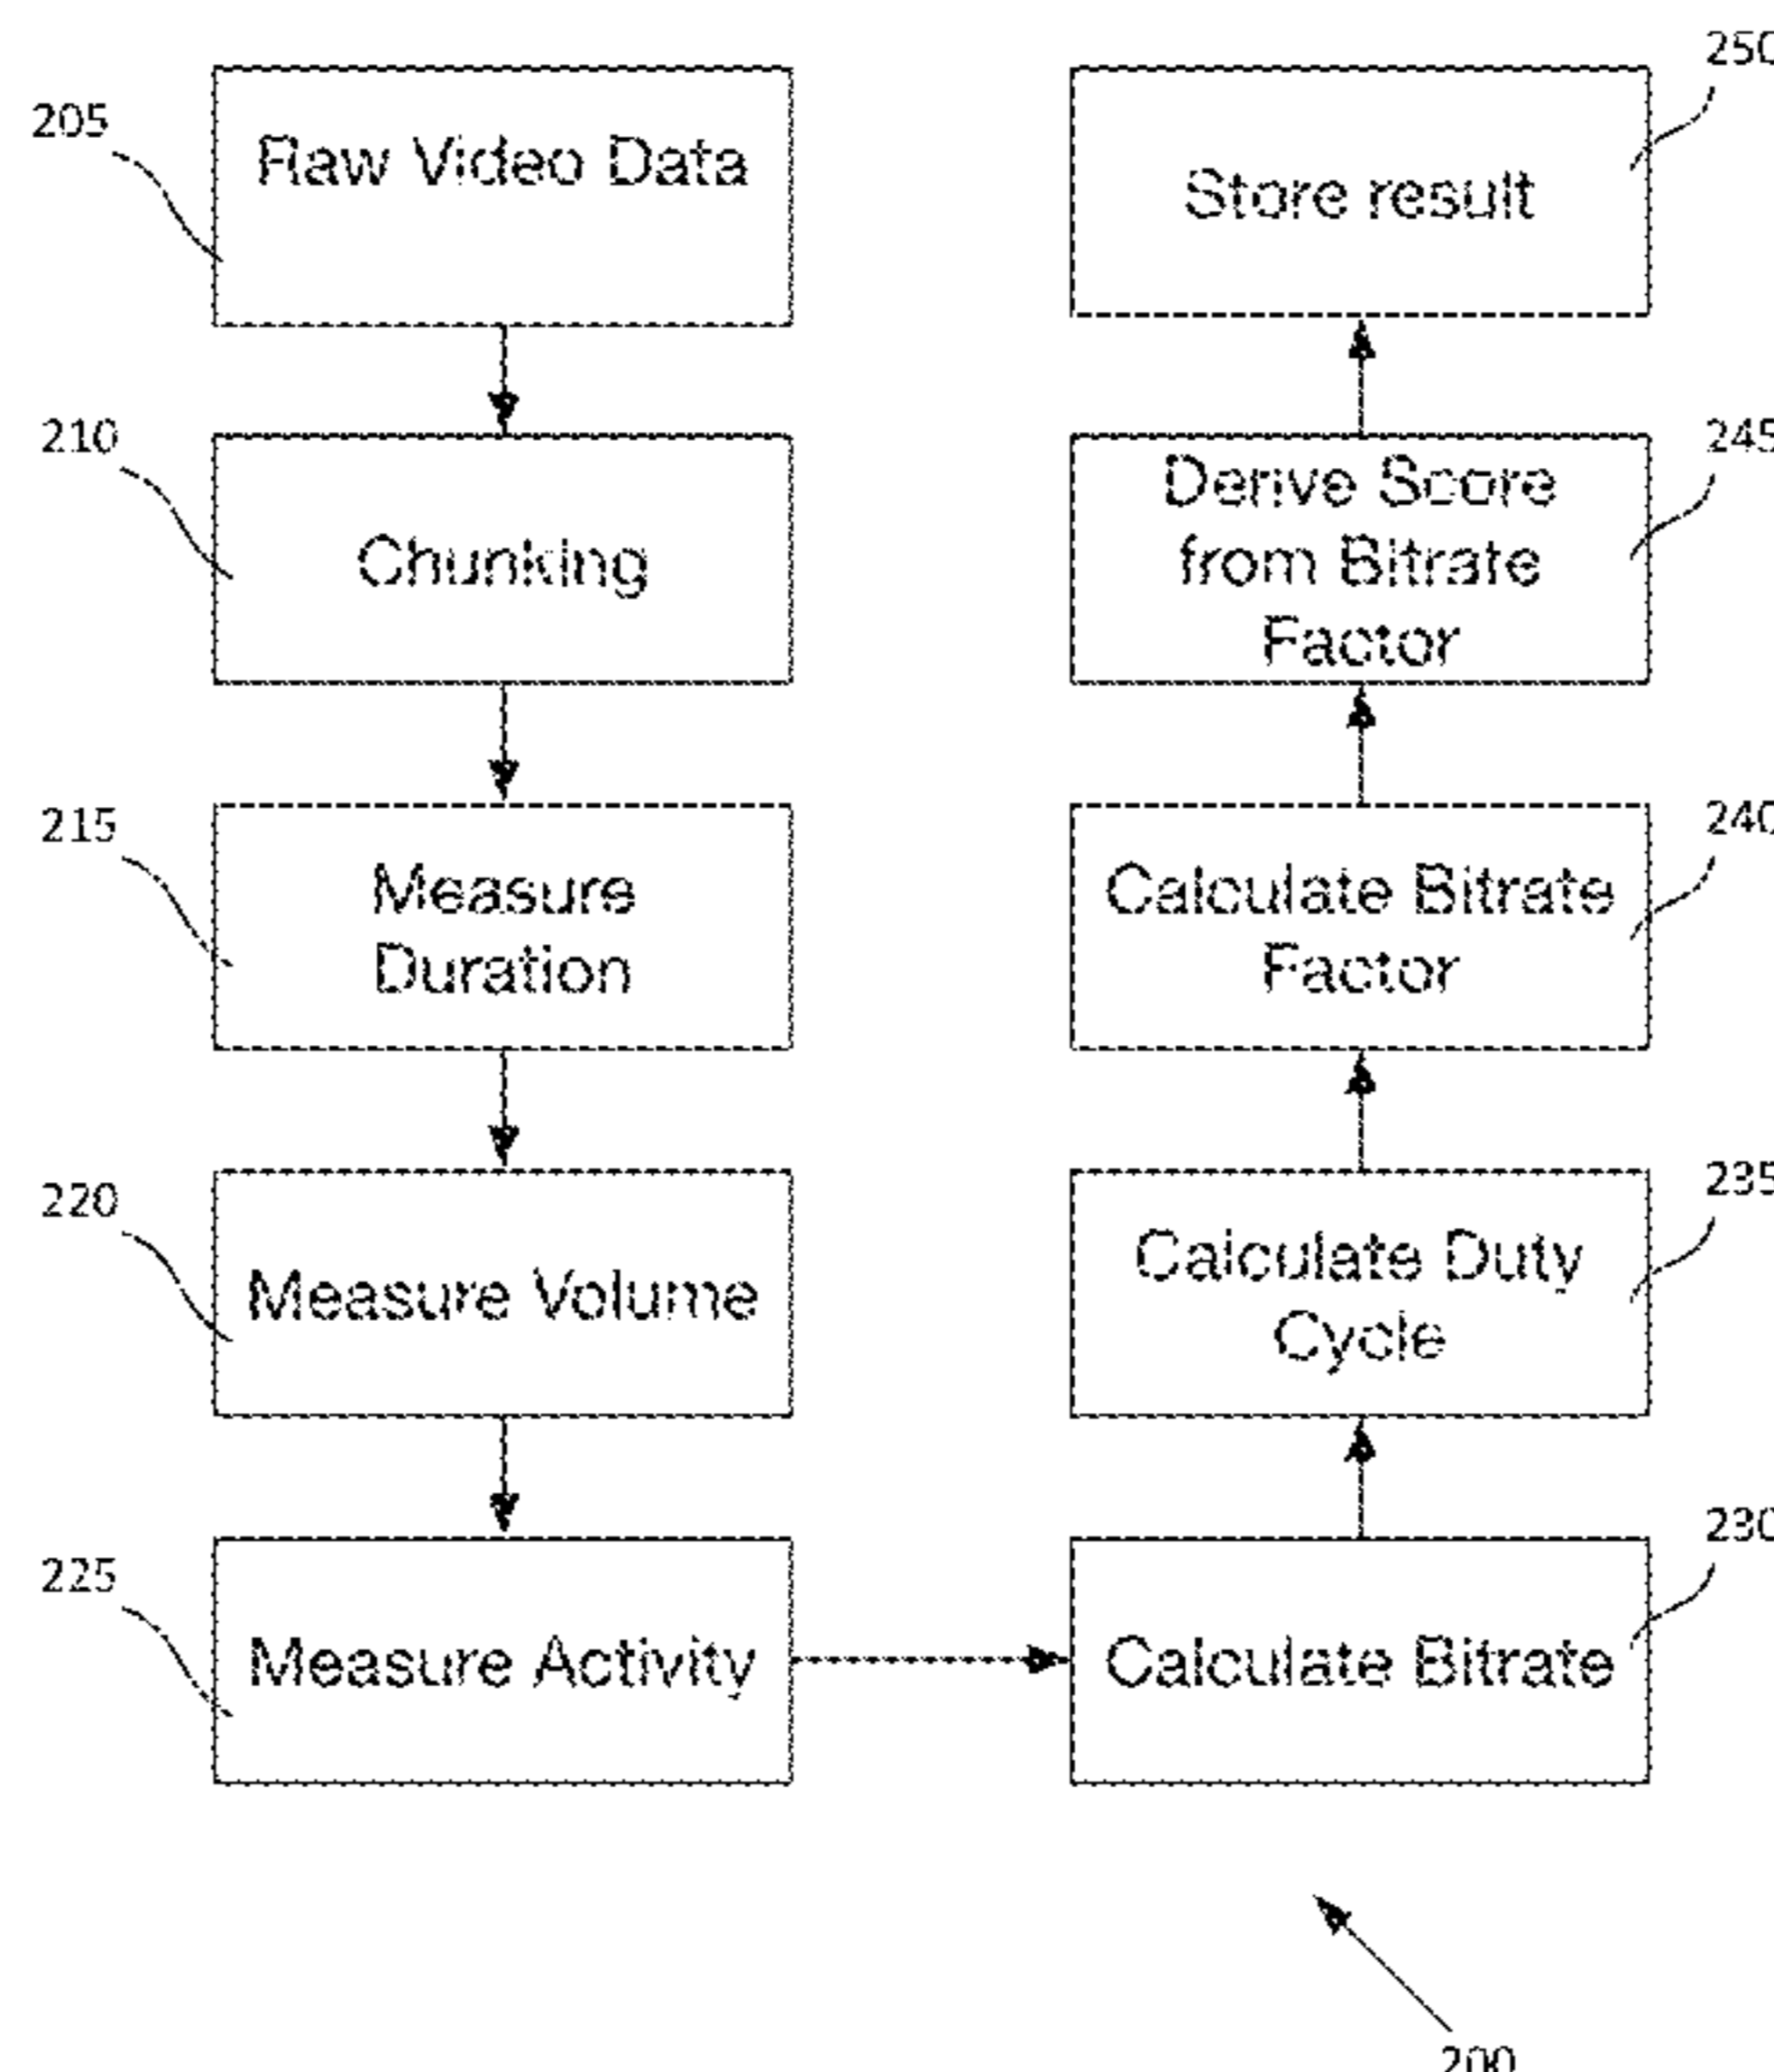 205
Raw Video Data
210
Chunking
215
Measure
Duration
220
Measure Volume
225
Measure Activity
230
Calculate Bitrate
235
Calculate Duty
Cycle
240
Calculate Bitrate
Factor
245
Derive Score
from Bitrate
Factor
250
Store result
200